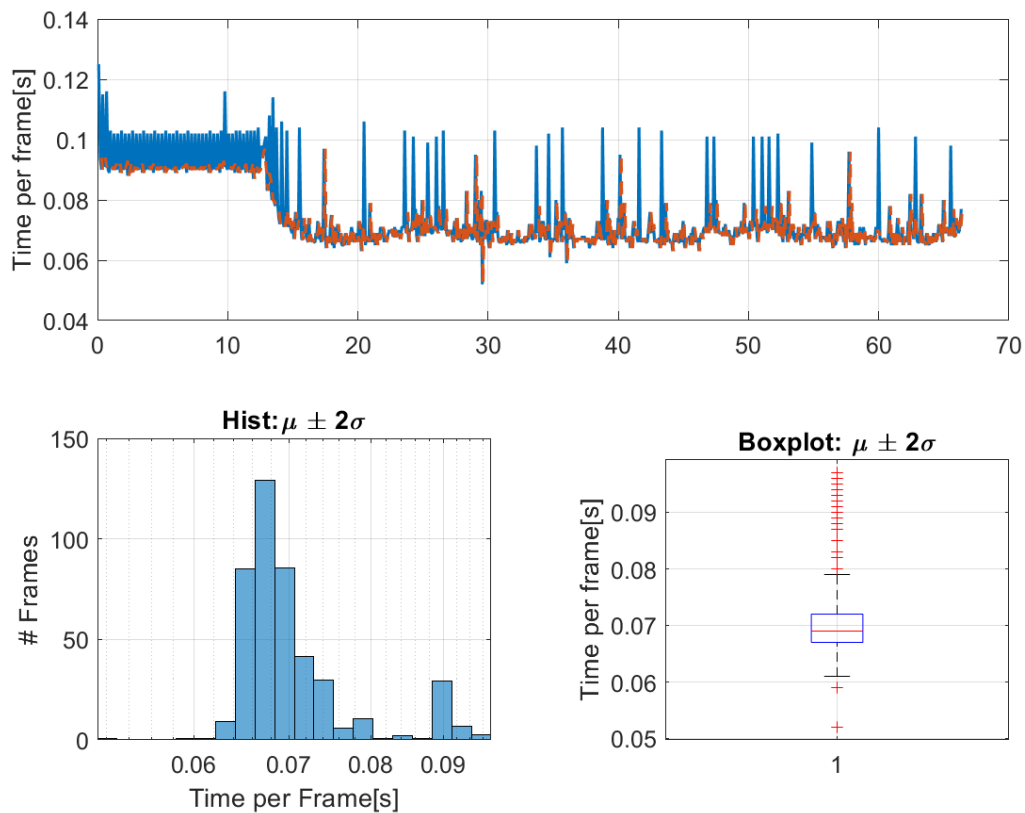 Time per frame[s]
0.14
0.12
0.1
0.08
0.06
0.04
0 10 20 30 40 50 60 70
Hist: μ ± 2σ
# Frames
150
100
50
0
0.06 0.07 0.08 0.09
Time per Frame[s]
Boxplot: μ ± 2σ
Time per frame[s]
0.09
0.08
0.07
0.06
0.05
1